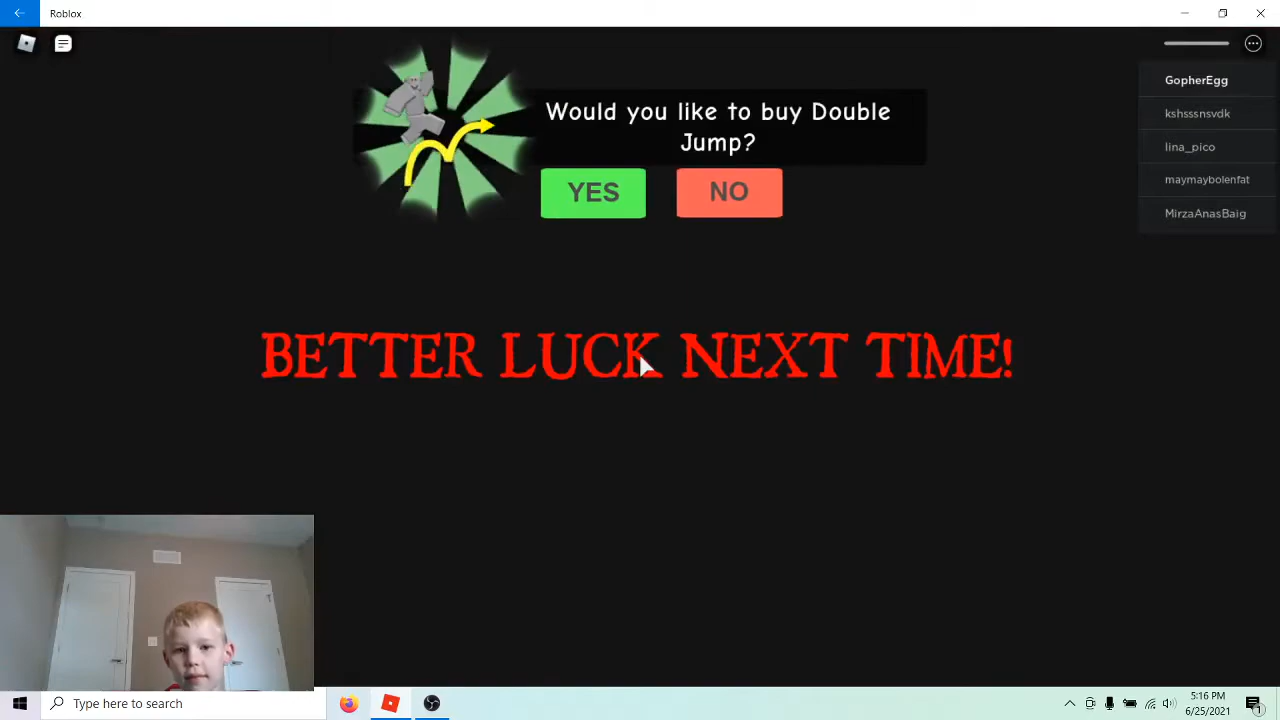 Roblox
Would you like to buy Double
Jump?
YES
NO
GopherEgg
kshsssnsvdk
lina_pico
maymaybolenfat
MirzaAnasBaig
BETTER LUCK NEXT TIME!
Type here to search
5:16 PM
6/25/2021
1